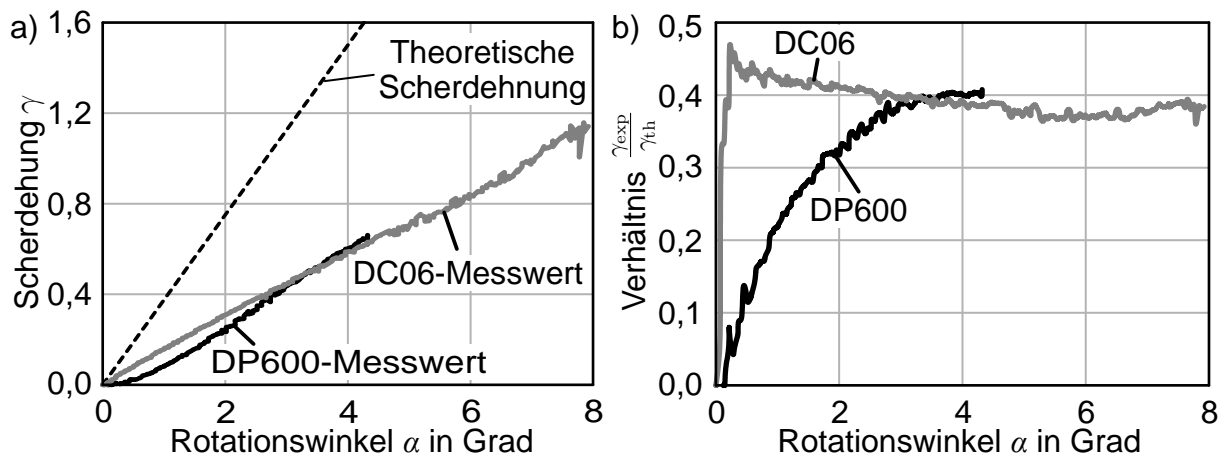 a)
1,6
1,2
0,8
0,4
0,0
Scherdehung γ
Theoretische
Scherdehnung
DC06-Messwert
DP600-Messwert
0 2 4 6 8
Rotationswinkel α in Grad
b)
0,5
0,4
0,3
0,2
0,1
0,0
Verhältnis γexp/γth
DC06
DP600
0 2 4 6 8
Rotationswinkel α in Grad